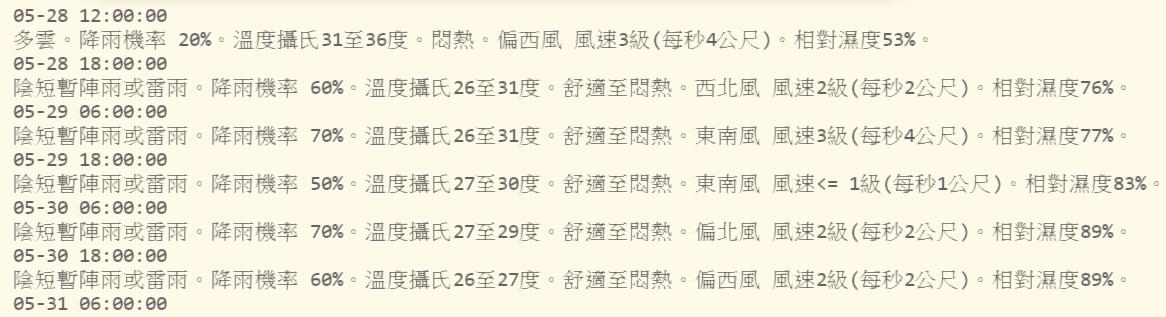 05-28 12:00:00
多雲。降雨機率 20%。溫度攝氏31至36度。悶熱。偏西風 風速3級(每秒4公尺)。相對濕度53%。
05-28 18:00:00
陰短暫陣雨或雷雨。降雨機率 60%。溫度攝氏26至31度。舒適至悶熱。西北風 風速2級(每秒2公尺)。相對濕度76%。
05-29 06:00:00
陰短暫陣雨或雷雨。降雨機率 70%。溫度攝氏26至31度。舒適至悶熱。東南風 風速3級(每秒4公尺)。相對濕度77%。
05-29 18:00:00
陰短暫陣雨或雷雨。降雨機率 50%。溫度攝氏27至30度。舒適至悶熱。東南風 風速<= 1級(每秒1公尺)。相對濕度83%。
05-30 06:00:00
陰短暫陣雨或雷雨。降雨機率 70%。溫度攝氏27至29度。舒適至悶熱。偏北風 風速2級(每秒2公尺)。相對濕度89%。
05-30 18:00:00
陰短暫陣雨或雷雨。降雨機率 60%。溫度攝氏26至27度。舒適至悶熱。偏西風 風速2級(每秒2公尺)。相對濕度89%。
05-31 06:00:00